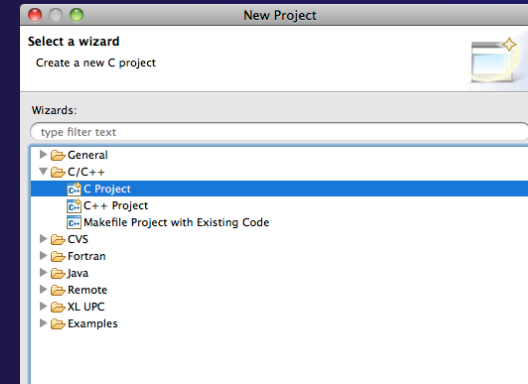 New Project
Select a wizard
Create a new C project
Wizards:
type filter text
General
C/C++
C Project
C++ Project
Makefile Project with Existing Code
CVS
Fortran
Java
Remote
XL UPC
Examples